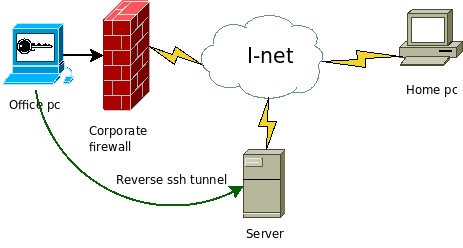 I-net
Office pc
Home pc
Corporate
firewall
Reverse ssh tunnel
Server